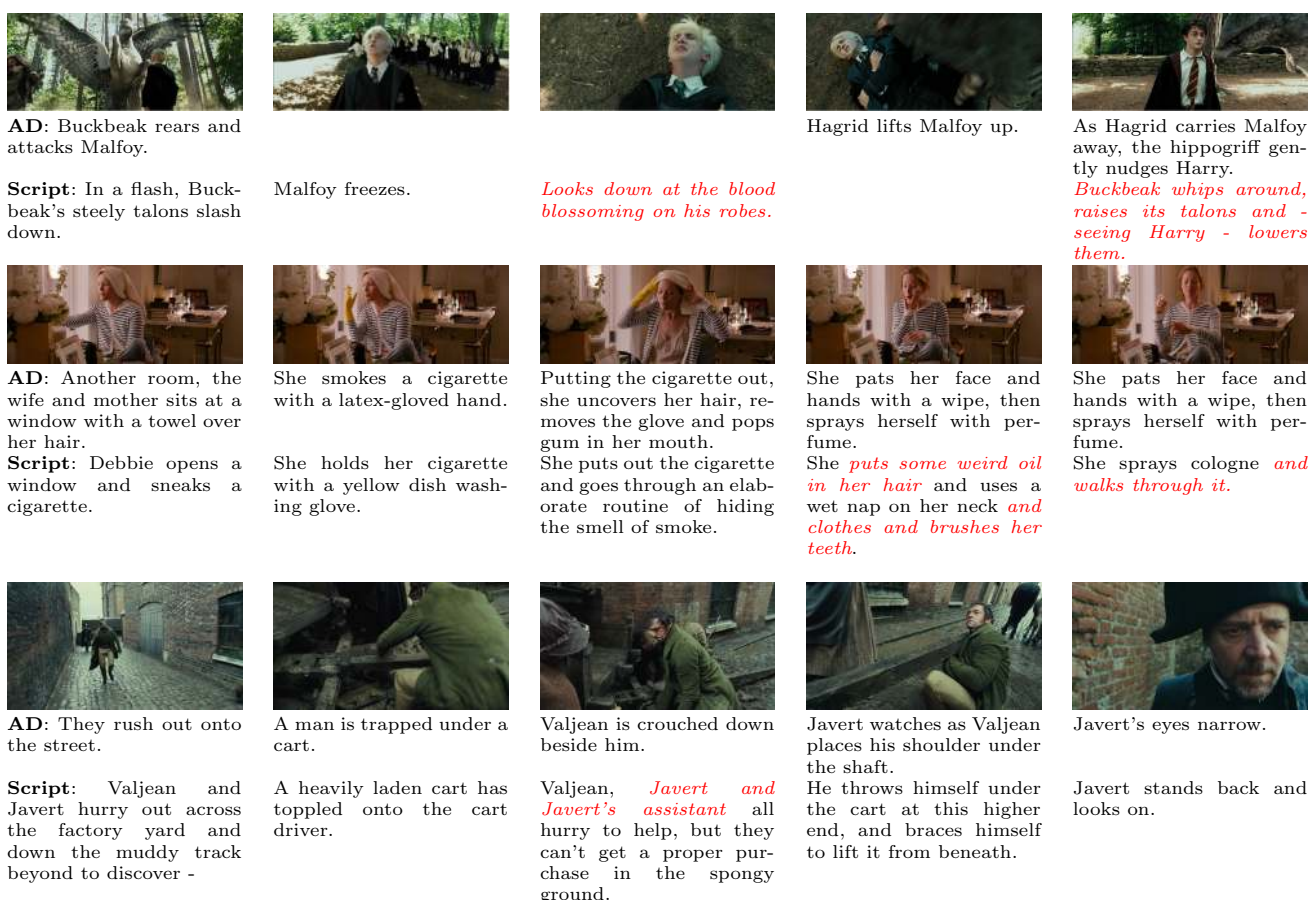 AD: Buckbeak rears and
attacks Malfoy.
Hagrid lifts Malfoy up.
As Hagrid carries Malfoy
away, the hippogriff gen-
tly nudges Harry.
Script: In a flash, Buck-
beak's steely talons slash
down.
Malfoy freezes.
Looks down at the blood
blossoming on his robes.
Buckbeak whips around,
raises its talons and -
seeing Harry - lowers
them.
AD: Another room, the
wife and mother sits at a
window with a towel over
her hair.
She smokes a cigarette
with a latex-gloved hand.
Putting the cigarette out,
she uncovers her hair, re-
moves the glove and pops
gum in her mouth.
She pats her face and
hands with a wipe, then
sprays herself with per-
fume.
She pats her face and
hands with a wipe, then
sprays herself with per-
fume.
Script: Debbie opens a
window and sneaks a
cigarette.
She holds her cigarette
with a yellow dish wash-
ing glove.
She puts out the cigarette
and goes through an elab-
orate routine of hiding
the smell of smoke.
She puts some weird oil
in her hair and uses a
wet nap on her neck and
clothes and brushes her
teeth.
She sprays cologne and
walks through it.
AD: They rush out onto
the street.
A man is trapped under a
cart.
Valjean is crouched down
beside him.
Javert watches as Valjean
places his shoulder under
the shaft.
Javert's eyes narrow.
Script: Valjean and
Javert hurry out across
the factory yard and
down the muddy track
beyond to discover -
A heavily laden cart has
toppled onto the cart
driver.
Valjean, Javert and
Javert's assistant all
hurry to help, but they
can't get a proper pur-
chase in the spongy
ground.
He throws himself under
the cart at this higher
end, and braces himself
to lift it from beneath.
Javert stands back and
looks on.